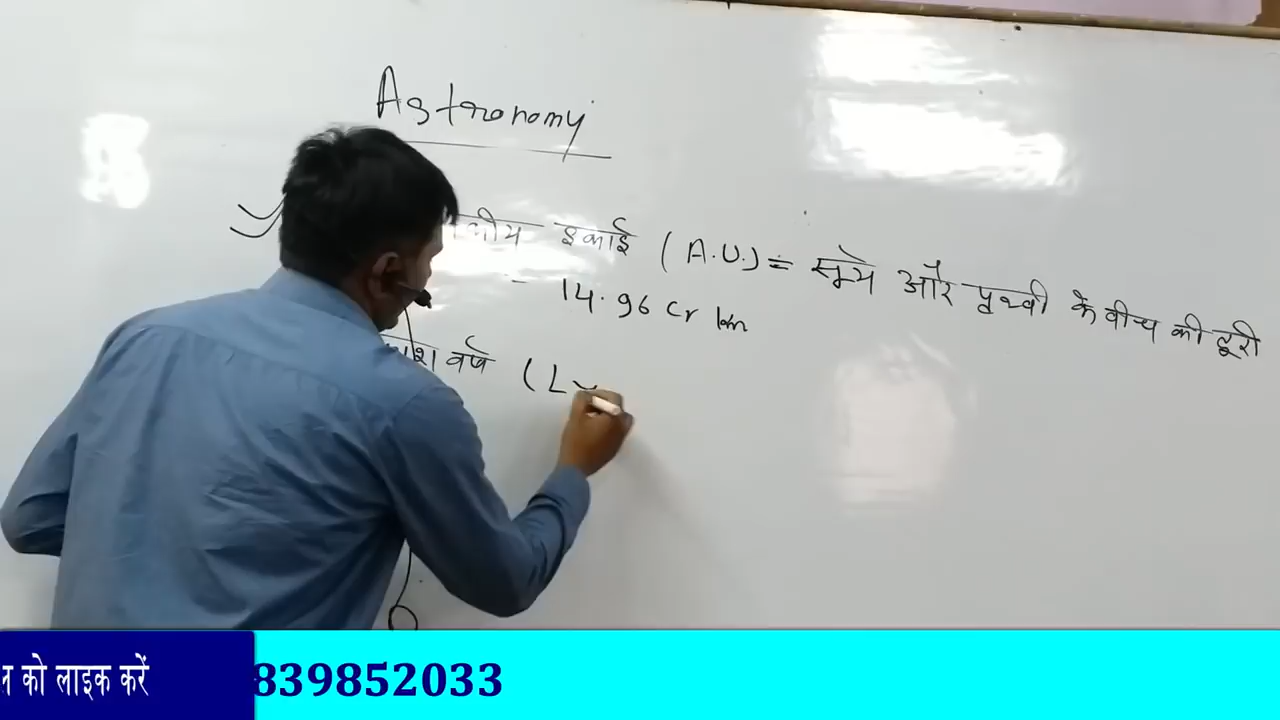 Astronomy
इकाई (A.U.) = सूर्य और पृथ्वी के बीच की दूरी
14.96 Cr km
वर्ष (L
को लाइक करें 839852033